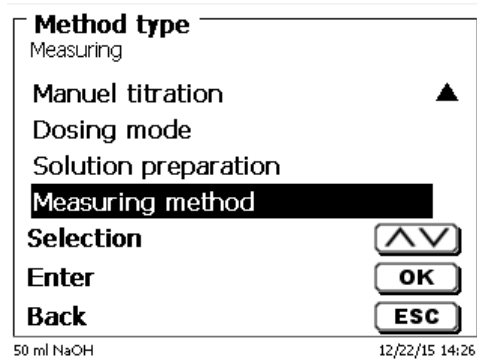 Method type
Measuring
Manuel titration
Dosing mode
Solution preparation
Measuring method
Selection
Enter OK
Back ESC
50 ml NaOH 12/22/15 14:26